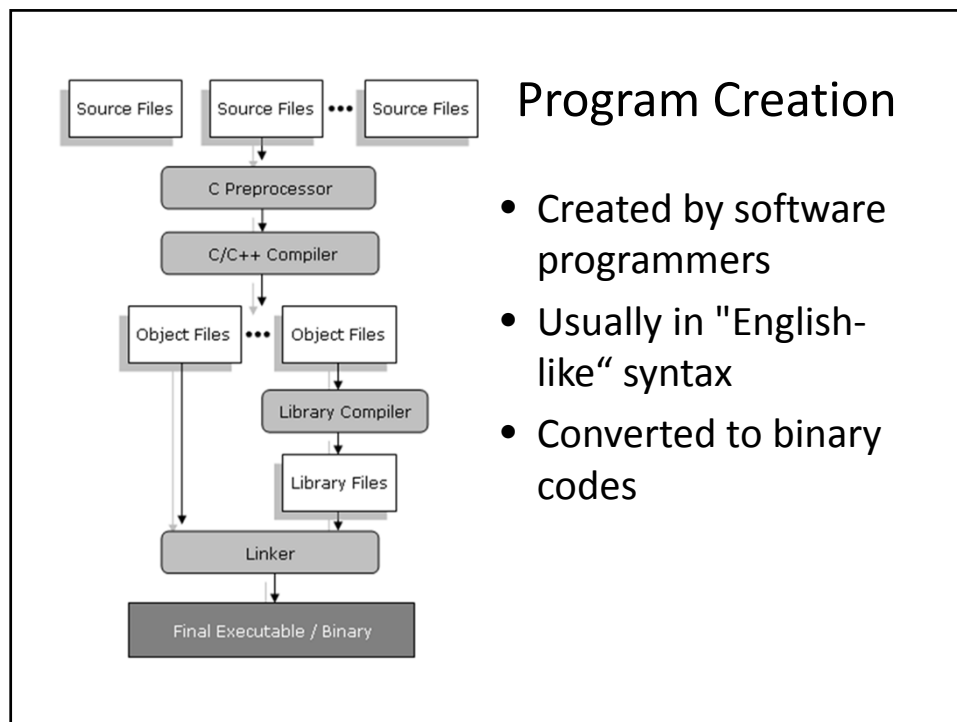 Program Creation
Source Files
Source Files
•••
Source Files
C Preprocessor
C/C++ Compiler
Object Files
•••
Object Files
Library Compiler
Library Files
Linker
Final Executable / Binary
• Created by software
programmers
• Usually in "English-
like“ syntax
• Converted to binary
codes